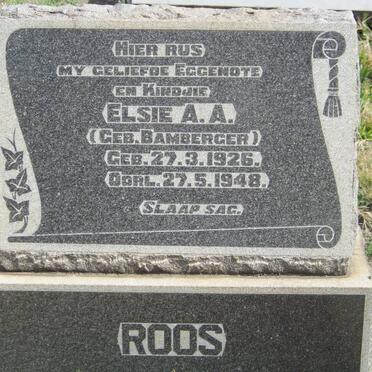 HIER RUS
MY GELIEFDE EGGENOTE
EN KINDJIE
ELSIE A.A.
(GEB. BAMBERGER)
GEB. 27.3.1926.
OORL. 27.5.1948.
SLAAP SAG.
ROOS